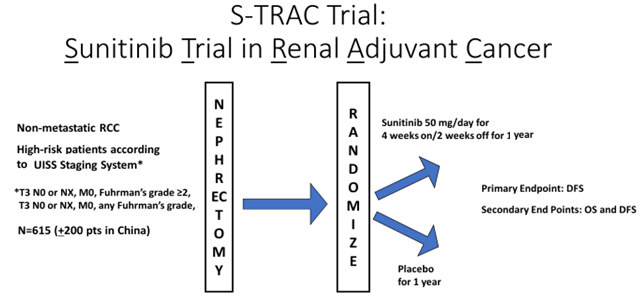 S-TRAC Trial:
Sunitinib Trial in Renal Adjuvant Cancer
Non-metastatic RCC
High-risk patients according
to UISS Staging System*
*T3 N0 or NX, M0, Fuhrman's grade ≥2,
T3 N0 or NX, M0, any Fuhrman's grade,
N=615 (+200 pts in China)
NEPHRECTOMY
RANDOMIZE
Sunitinib 50 mg/day for
4 weeks on/2 weeks off for 1 year
Placebo
for 1 year
Primary Endpoint: DFS
Secondary End Points: OS and DFS